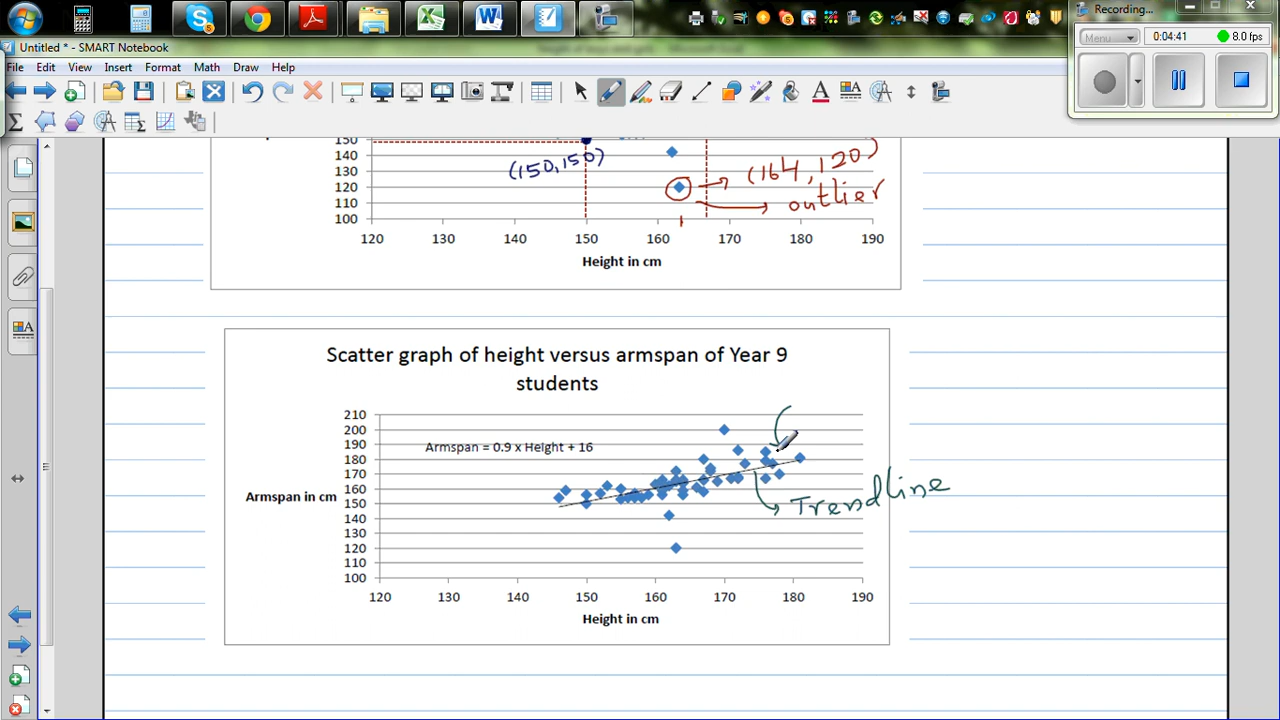 Recording...
Untitled * - SMART Notebook
Menu
0:04:41
8.0 fps
File Edit View Insert Format Math Draw Help
150
140
130
120
110
100
(150,150)
(164,120)
outlier
120 130 140 150 160 170 180 190
Height in cm
Scatter graph of height versus armspan of Year 9
students
210
200
190
180
170
160
150
140
130
120
110
100
Armspan = 0.9 x Height + 16
Armspan in cm
Trendline
120 130 140 150 160 170 180 190
Height in cm